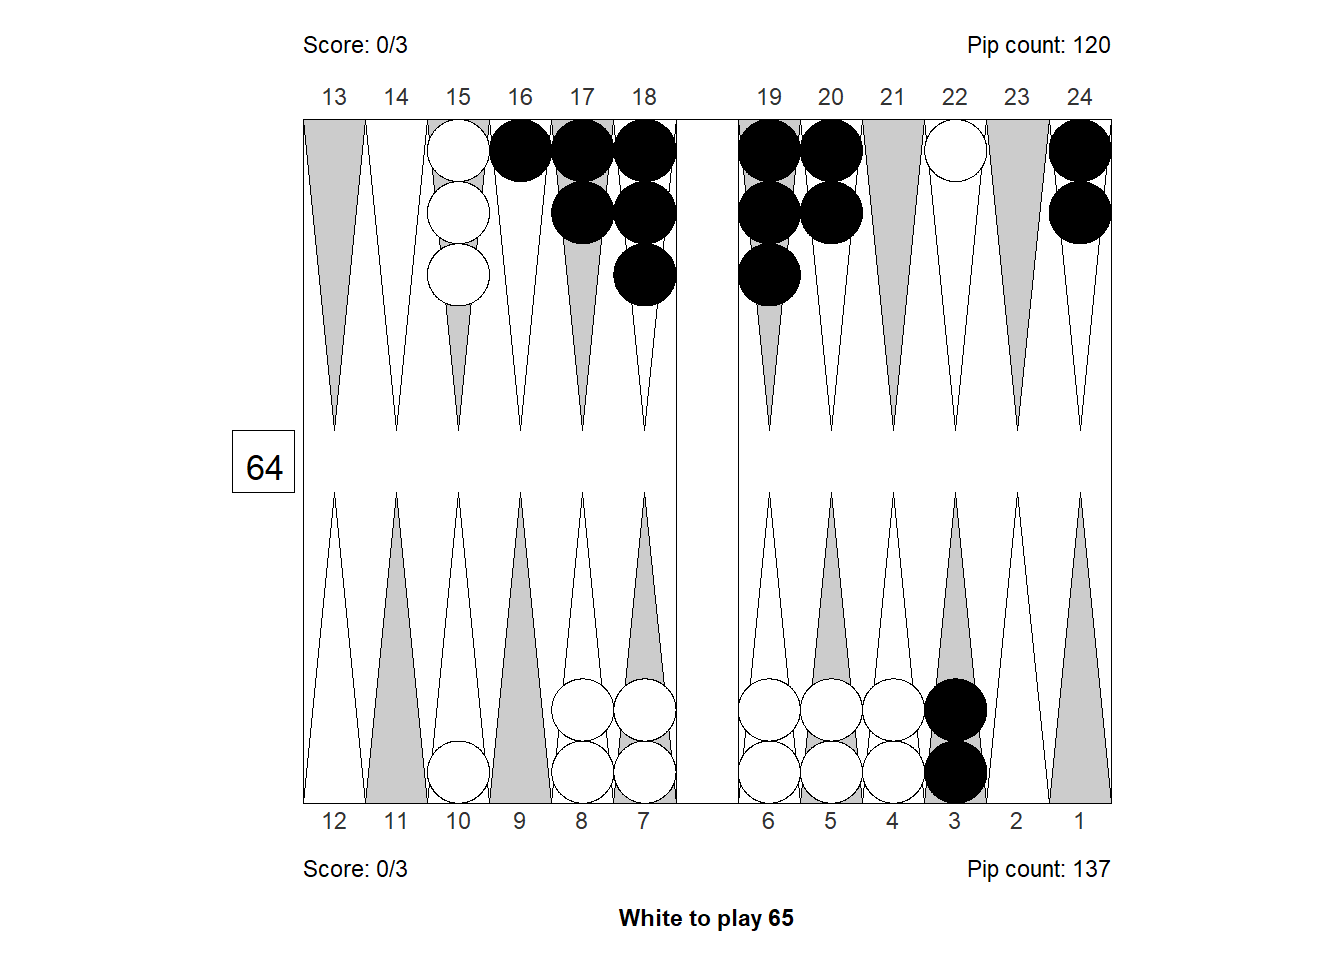 Score: 0/3 Pip count: 120
13 14 15 16 17 18 19 20 21 22 23 24
64
12 11 10 9 8 7 6 5 4 3 2 1
Score: 0/3 Pip count: 137
White to play 65